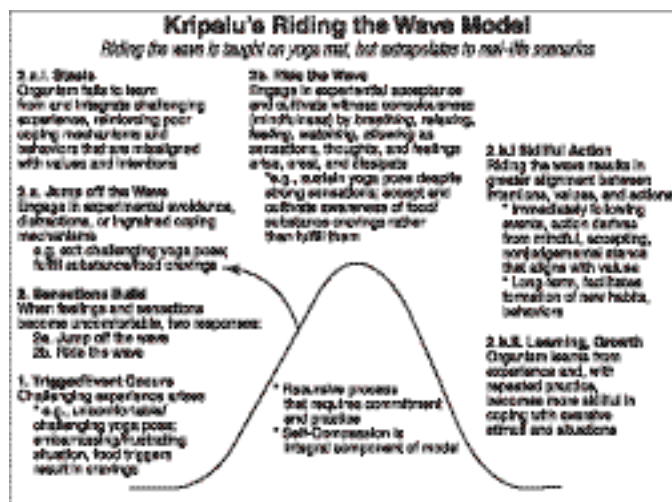 Kripalu's Riding the Wave Model
Riding the wave is taught on yoga mat, but extrapolates to real-life scenarios
2.a.i. Stasis
Organism fails to learn
from and integrate challenging
experience, reinforcing poor
coping mechanisms and
behaviors that are misaligned
with values and intentions
2.a. Jump off the Wave
Engage in experimental avoidance,
distractions, or ingrained coping
mechanisms
e.g. exit challenging yoga pose;
fulfill substance/food cravings
2. Sensations Build
When feelings and sensations
become uncomfortable, two responses:
2a. Jump off the wave
2b. Ride the wave
1. Trigger/Event Occurs
Challenging experience arises
* e.g., uncomfortable/
challenging yoga pose;
embarrassing/frustrating
situation, food triggers
result in cravings
2b. Ride the Wave
Engage in experiential acceptance
and cultivate witness consciousness
(mindfulness) by breathing, relaxing,
feeling, watching, allowing as
sensations, thoughts, and feelings
arise, crest, and dissipate
*e.g., sustain yoga pose despite
strong sensations; accept and
cultivate awareness of food/
substance cravings rather
than fulfill them
* Recursive process
that requires commitment
and practice
* Self-Compassion is
integral component of model
2.b.i Skillful Action
Riding the wave results in
greater alignment between
intentions, values, and actions
* Immediately following
events, action derives
from mindful, accepting,
nonjudgemental stance
that aligns with values
* Long-term, facilitates
formation of new habits,
behaviors
2.b.ii. Learning, Growth
Organism learns from
experience and, with
repeated practice,
becomes more skillful in
coping with aversive
stimuli and situations